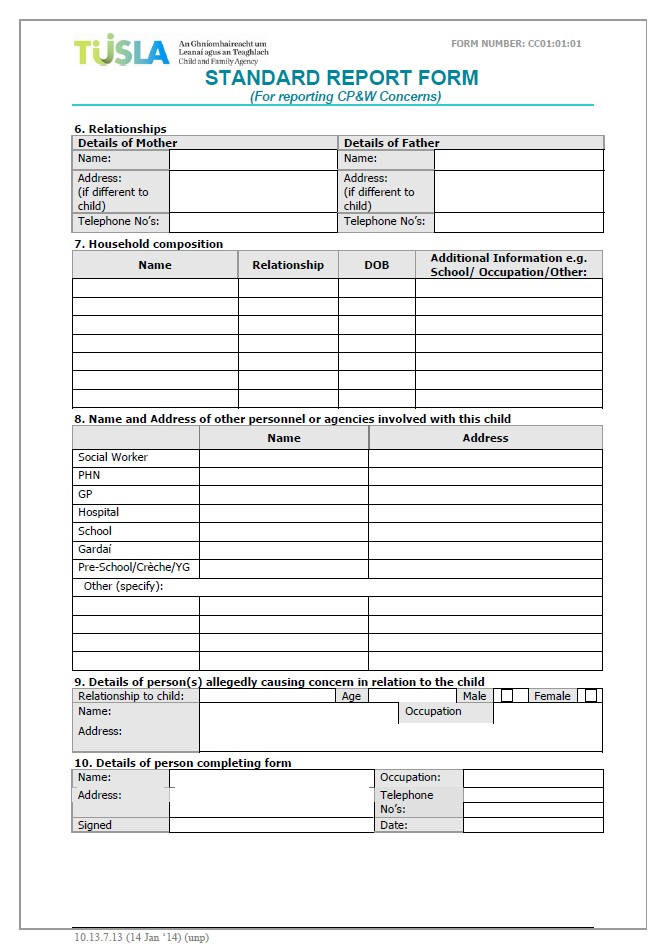 TUSLA
An Ghníomhaireacht um
Leanaí agus an Teaghlach
Child and Family Agency
FORM NUMBER: CC01:01:01
STANDARD REPORT FORM
(For reporting CP&W Concerns)
6. Relationships
Details of Mother Details of Father
Name: Name:
Address: Address:
(if different to (if different to
child) child)
Telephone No's: Telephone No's:
7. Household composition
Name Relationship DOB Additional Information e.g.
School/ Occupation/Other:
8. Name and Address of other personnel or agencies involved with this child
Name Address
Social Worker
PHN
GP
Hospital
School
Gardaí
Pre-School/Crèche/YG
Other (specify):
9. Details of person(s) allegedly causing concern in relation to the child
Relationship to child: Age Male Female
Name: Occupation
Address:
10. Details of person completing form
Name: Occupation:
Address: Telephone
No's:
Signed Date:
10.13.7.13 (14 Jan ‘14) (unp)